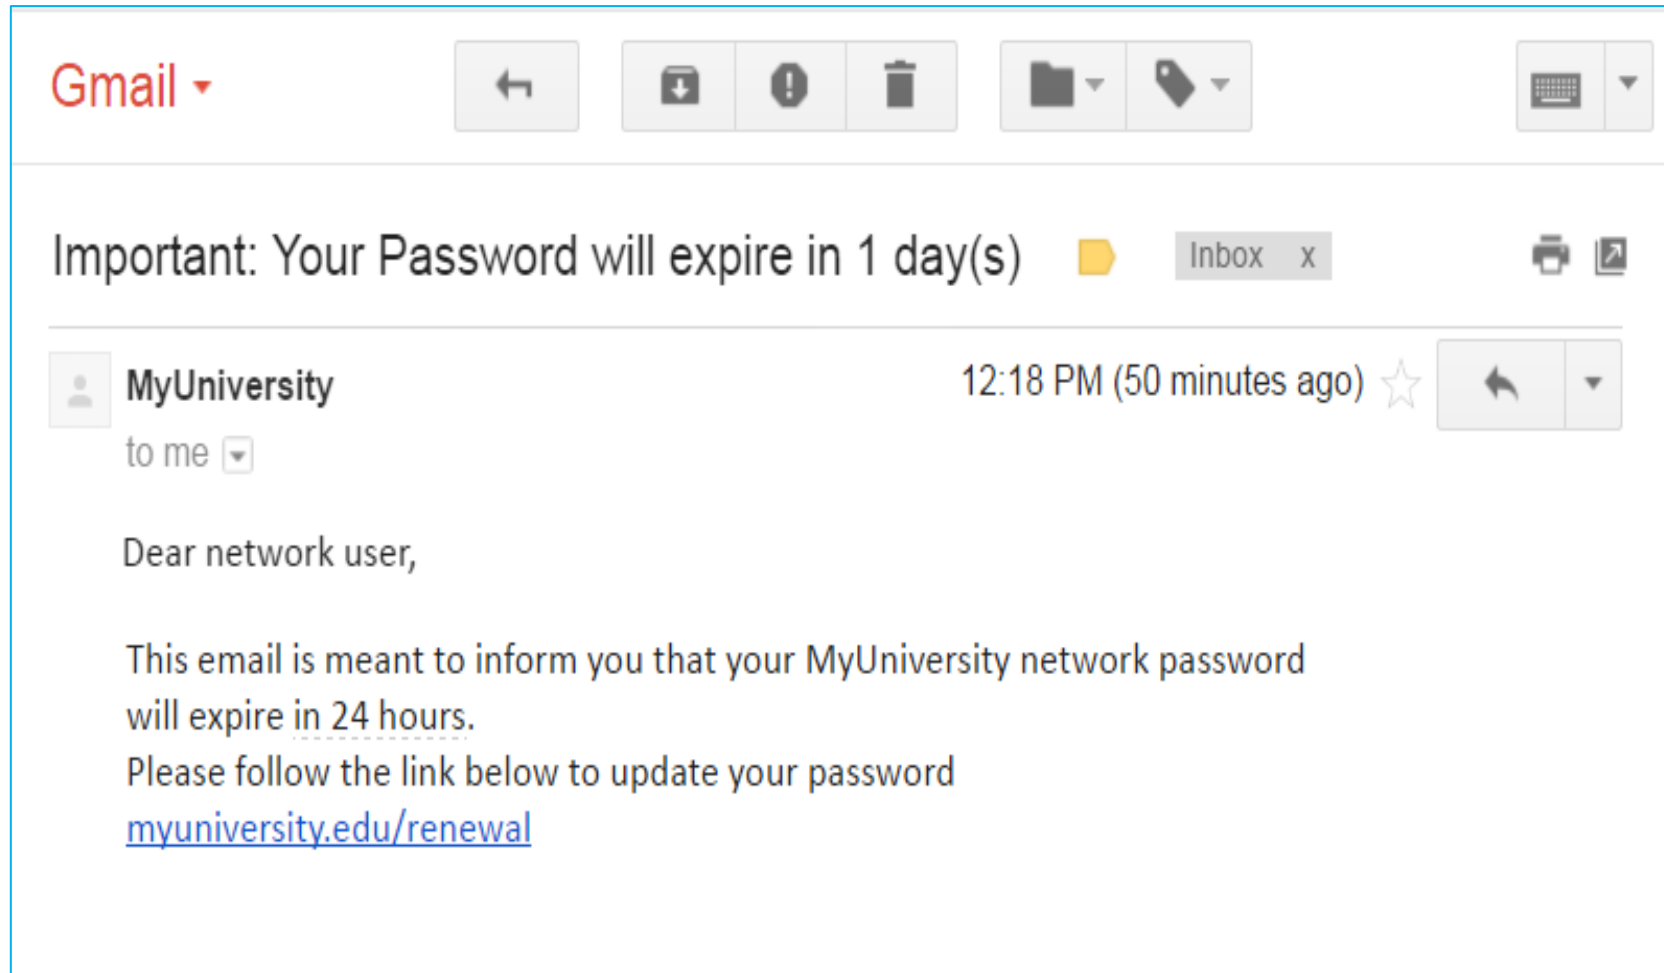 Gmail
Important: Your Password will expire in 1 day(s) Inbox x
MyUniversity 12:18 PM (50 minutes ago)
to me
Dear network user,
This email is meant to inform you that your MyUniversity network password
will expire in 24 hours.
Please follow the link below to update your password
myuniversity.edu/renewal